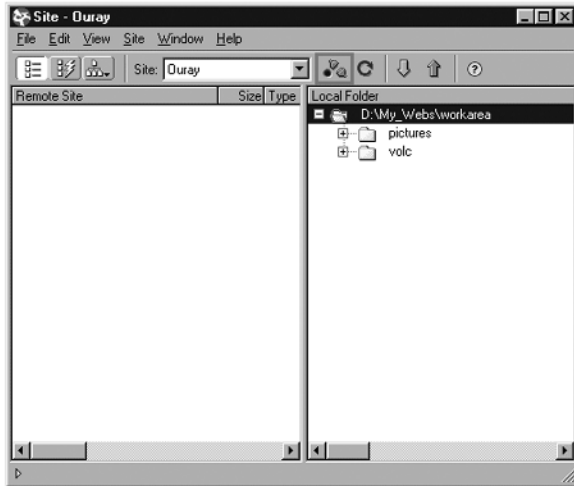 Site - Ouray
File Edit View Site Window Help
Site: Ouray
Remote Site Size Type Local Folder
D:\My_Webs\workarea
pictures
volc